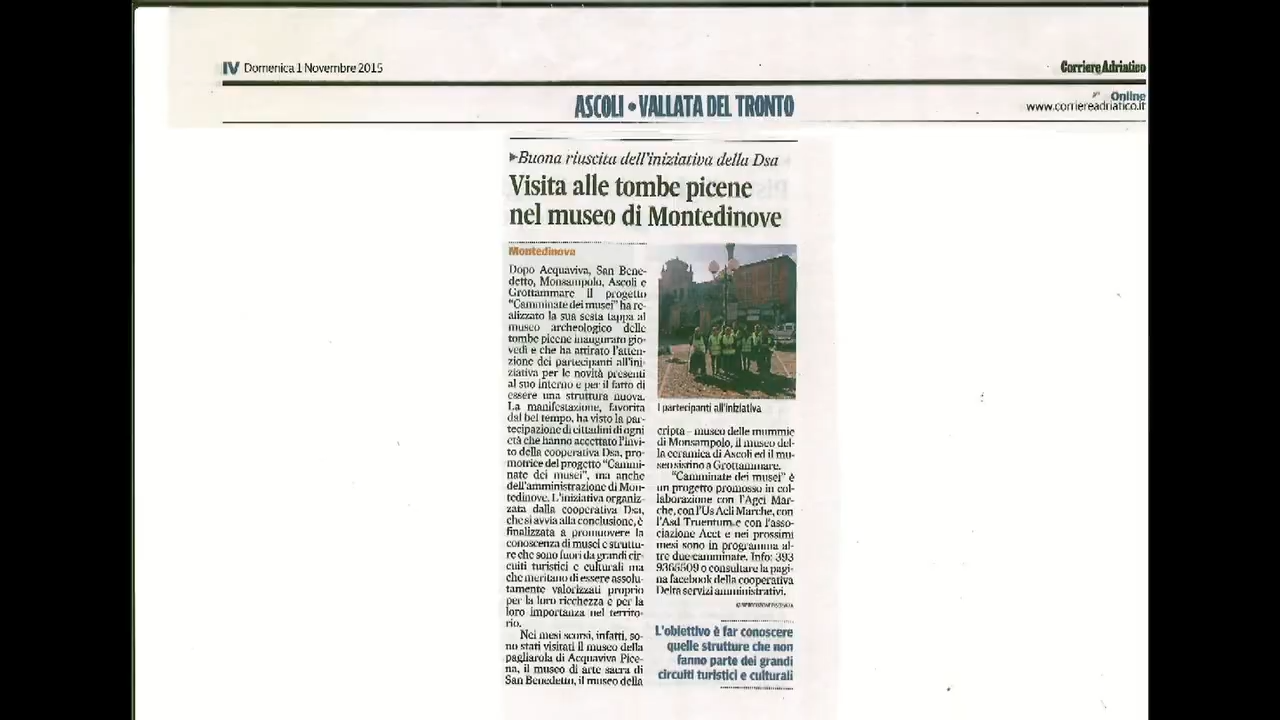 IV Domenica 1 Novembre 2015
Corriere Adriatico
Online
www.corriereadriatico.it
ASCOLI • VALLATA DEL TRONTO
▶Buona riuscita dell'iniziativa della Dsa
Visita alle tombe picene
nel museo di Montedinove
Montedinova
Dopo Acquaviva, San Bene-
detto, Monsampolo, Ascoli e
Grottammare il progetto
"Camminate dei musei" ha re-
alizzato la sua sesta tappa al
museo archeologico delle
tombe picene inaugurato gio-
vedì e che ha attirato l'atten-
zione dei partecipanti all'ini-
ziativa per le novità presenti
al suo interno e per il fatto di
essere una struttura nuova.
La manifestazione, favorita
dal bel tempo, ha visto la par-
tecipazione di cittadini di ogni
età che hanno accettato l'invi-
to della cooperativa Dsa, pro-
motrice del progetto "Cammi-
nate dei musei", ma anche
dell'amministrazione di Mon-
tedinove. L'iniziativa organiz-
zata dalla cooperativa Dsa,
che si avvia alla conclusione, è
finalizzata a promuovere la
conoscenza di musei e struttu-
re che sono fuori da grandi cir-
cuiti turistici e culturali ma
che meritano di essere assolu-
tamente valorizzati proprio
per la loro ricchezza e per la
loro importanza nel territo-
rio.
Nei mesi scorsi, infatti, so-
no stati visitati il museo della
pagliarola di Acquaviva Pice-
na, il museo di arte sacra di
San Benedetto, il museo della
I partecipanti all'iniziativa
cripta - museo delle mummie
di Monsampolo, il museo del-
la ceramica di Ascoli ed il mu-
seo sistino a Grottammare.
"Camminate dei musei" è
un progetto promosso in col-
laborazione con l'Agci Mar-
che, con l'Us Acli Marche, con
l'Asd Truentum e con l'asso-
ciazione Acct e nei prossimi
mesi sono in programma al-
tre due camminate. Info: 393
9365509 o consultare la pagi-
na facebook della cooperativa
Delta servizi amministrativi.
© RIPRODUZIONE RISERVATA
L'obiettivo è far conoscere
quelle strutture che non
fanno parte dei grandi
circuiti turistici e culturali